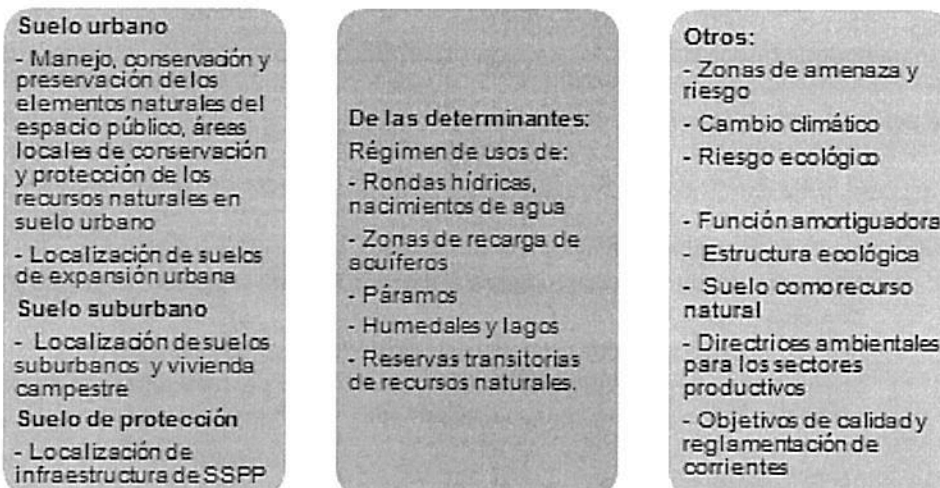 Suelo urbano
- Manejo, conservación y
preservación de los
elementos naturales del
espacio público, áreas
locales de conservación
y protección de los
recursos naturales en
suelo urbano
- Localización de suelos
de expansión urbana
Suelo suburbano
- Localización de suelos
suburbanos y vivienda
campestre
Suelo de protección
- Localización de
infraestructura de SSPP
De las determinantes:
Régimen de usos de:
- Rondas hídricas,
nacimientos de agua
- Zonas de recarga de
acuíferos
- Páramos
- Humedales y lagos
- Reservas transitorias
de recursos naturales.
Otros:
- Zonas de amenaza y
riesgo
- Cambio climático
- Riesgo ecológico
- Función amortiguadora
- Estructura ecológica
- Suelo como recurso
natural
- Directrices ambientales
para los sectores
productivos
- Objetivos de calidad y
reglamentación de
corrientes